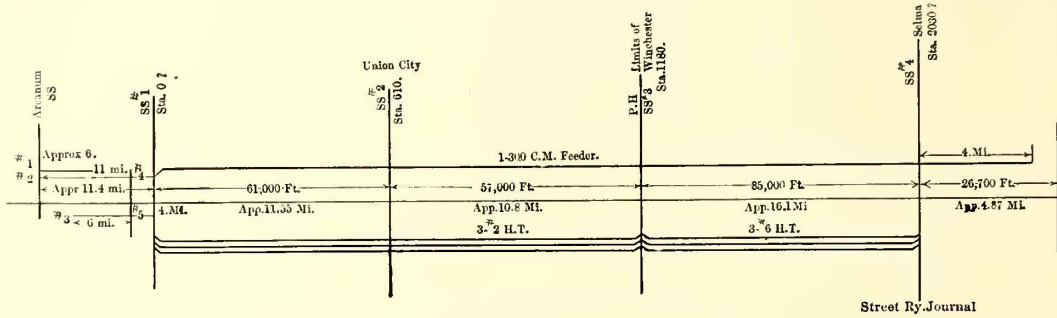 Arcanum
SS
# SS 1
Sta. 0 ?
Union City
SS # 2
Sta. 610.
P.H
Limits of
Winchester
SS # 3
Sta.1180.
Selma
Sta. 2030 ?
SS # 4
# 1
Approx 6.
# 2
11 mi.
# 4
1-300 C.M. Feeder.
4.Mi.
Appr 11.4 mi.
61,000 Ft.
57,000 Ft.
85,000 Ft.
26,700 Ft.
# 3
6 mi.
# 5
4.Mi.
App.11.55 Mi.
App.10.8 Mi.
App.16.1Mi
App.4.87 Mi.
3-#2 H.T.
3-#6 H.T.
Street Ry.Journal